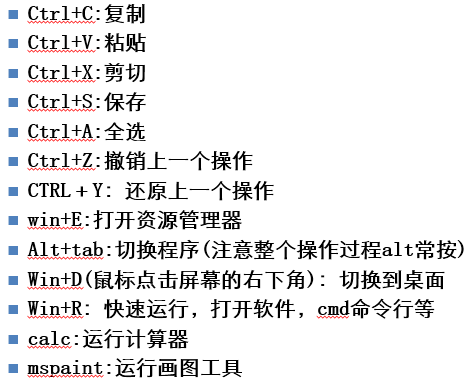 Ctrl+C:复制
Ctrl+V:粘贴
Ctrl+X:剪切
Ctrl+S:保存
Ctrl+A:全选
Ctrl+Z:撤销上一个操作
CTRL＋Y: 还原上一个操作
win+E:打开资源管理器
Alt+tab:切换程序(注意整个操作过程alt常按)
Win+D(鼠标点击屏幕的右下角): 切换到桌面
Win+R: 快速运行，打开软件，cmd命令行等
calc:运行计算器
mspaint:运行画图工具